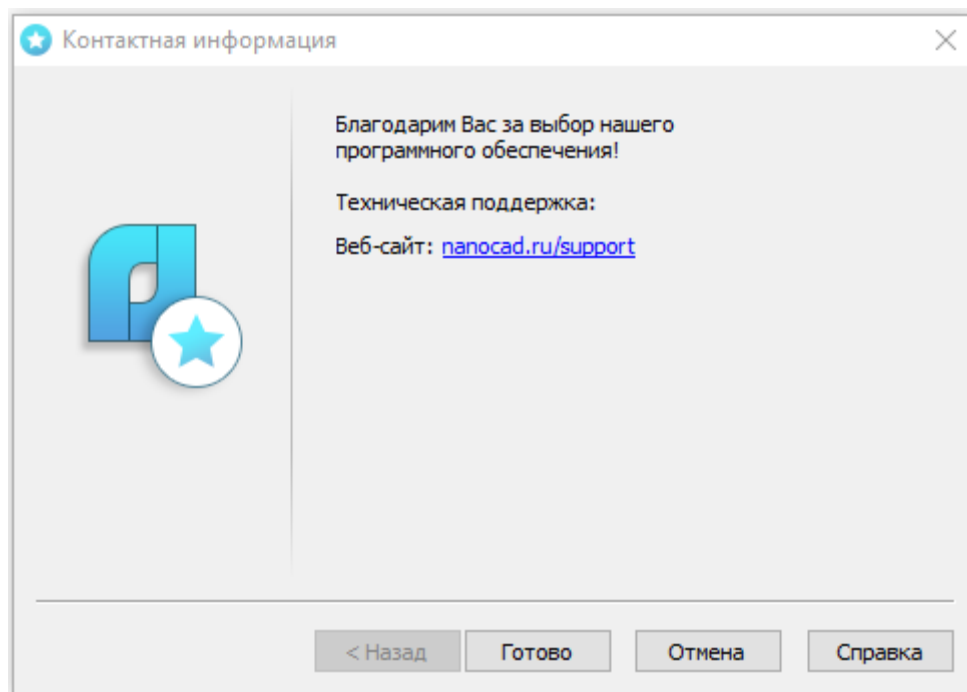 Контактная информация
Благодарим Вас за выбор нашего
программного обеспечения!
Техническая поддержка:
Веб-сайт: nanocad.ru/support
< Назад Готово Отмена Справка